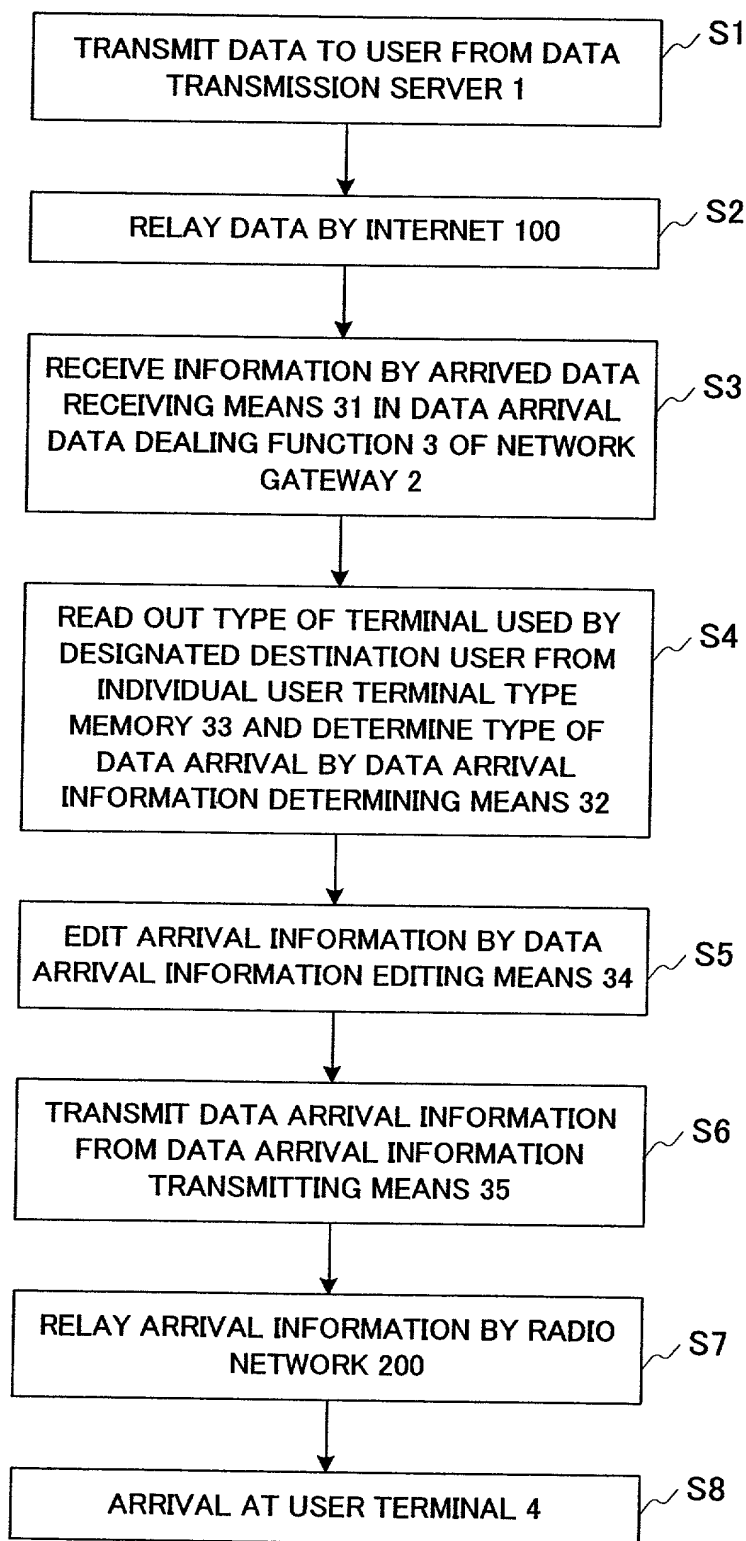 TRANSMIT DATA TO USER FROM DATA
TRANSMISSION SERVER 1
S1
RELAY DATA BY INTERNET 100
S2
RECEIVE INFORMATION BY ARRIVED DATA
RECEIVING MEANS 31 IN DATA ARRIVAL
DATA DEALING FUNCTION 3 OF NETWORK
GATEWAY 2
S3
READ OUT TYPE OF TERMINAL USED BY
DESIGNATED DESTINATION USER FROM
INDIVIDUAL USER TERMINAL TYPE
MEMORY 33 AND DETERMINE TYPE OF
DATA ARRIVAL BY DATA ARRIVAL
INFORMATION DETERMINING MEANS 32
S4
EDIT ARRIVAL INFORMATION BY DATA
ARRIVAL INFORMATION EDITING MEANS 34
S5
TRANSMIT DATA ARRIVAL INFORMATION
FROM DATA ARRIVAL INFORMATION
TRANSMITTING MEANS 35
S6
RELAY ARRIVAL INFORMATION BY RADIO
NETWORK 200
S7
ARRIVAL AT USER TERMINAL 4
S8